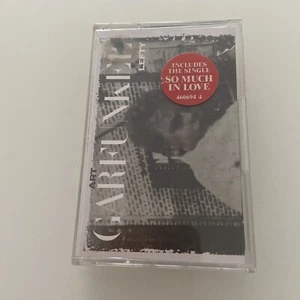 ART
GARFUNKEL
LEFTY
INCLUDES
THE SINGLE
SO MUCH
IN LOVE
460694 4